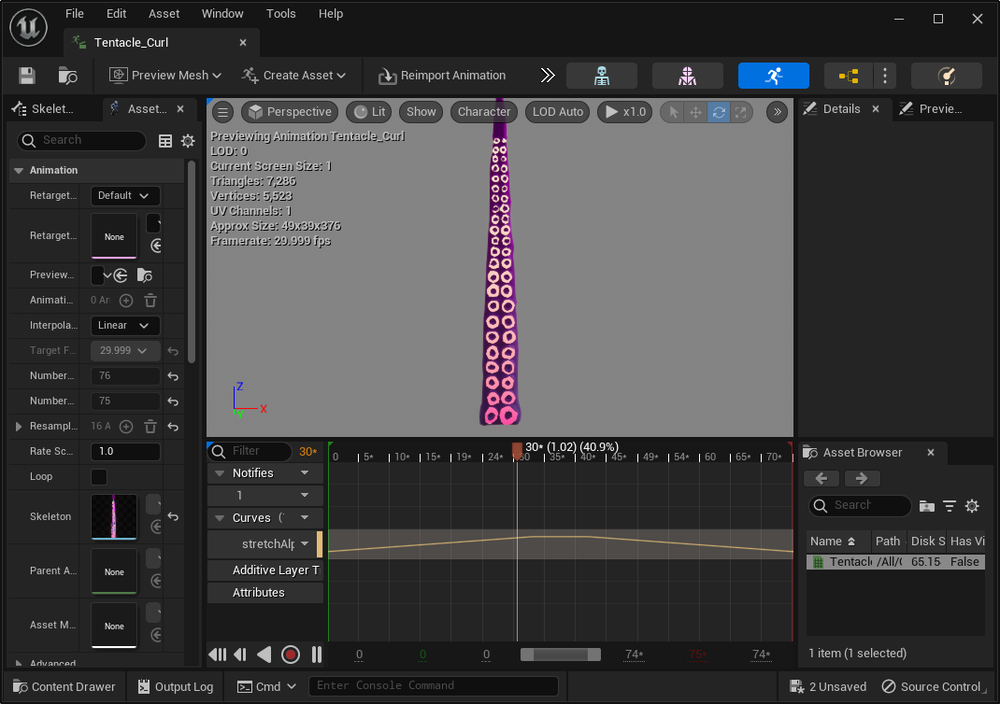 File Edit Asset Window Tools Help
Tentacle_Curl
Preview Mesh Create Asset Reimport Animation
Skelet... Asset...
Search
Animation
Retarget... Default
Retarget... None
Preview...
Animati... 0 Ar
Interpola... Linear
Target F... 29.999
Number... 76
Number... 75
Resampl... 16 A
Rate Sc... 1.0
Loop
Skeleton
Parent A... None
Asset M... None
Advanced
Perspective Lit Show Character LOD Auto x1.0
Previewing Animation Tentacle_Curl
LOD: 0
Current Screen Size: 1
Triangles: 7,286
Vertices: 5,523
UV Channels: 1
Approx Size: 49x39x376
Framerate: 29.999 fps
Z
X
Y
Filter 30*
30* (1.02) (40.9%)
0 5* 10* 15* 19* 24* 30 35* 40* 45* 49* 54* 60 65* 70*
Notifies
1
Curves (
stretchAlp
Additive Layer T
Attributes
0 0 0 74* 75* 74*
Details Previe...
Asset Browser
Search
Name Path Disk S Has Vi
Tentacl /All/ 65.15 False
1 item (1 selected)
Content Drawer Output Log Cmd Enter Console Command 2 Unsaved Source Control